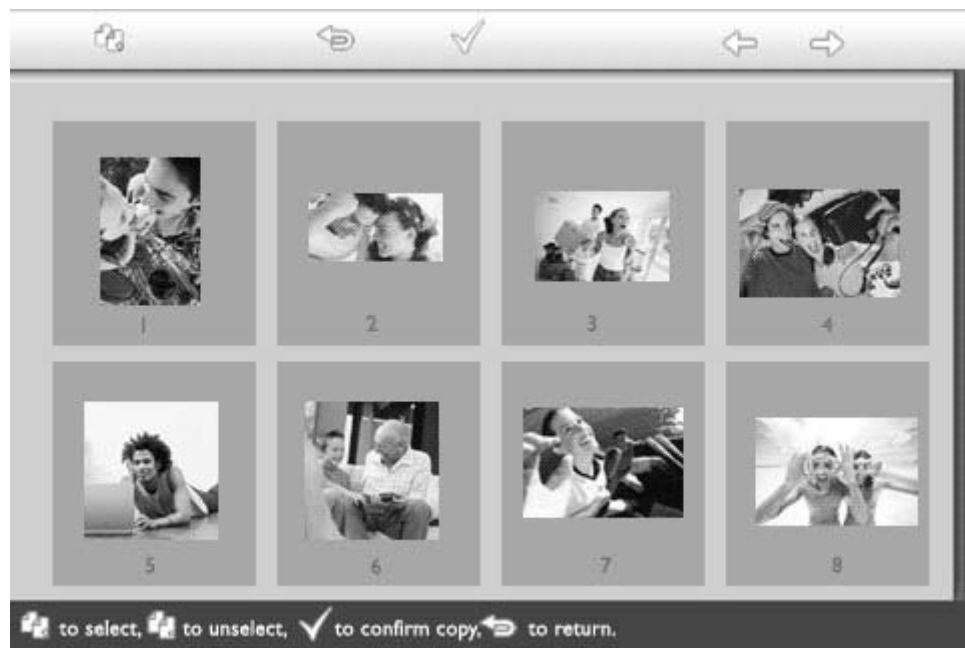 1 2 3 4
5 6 7 8
to select, to unselect, to confirm copy, to return.